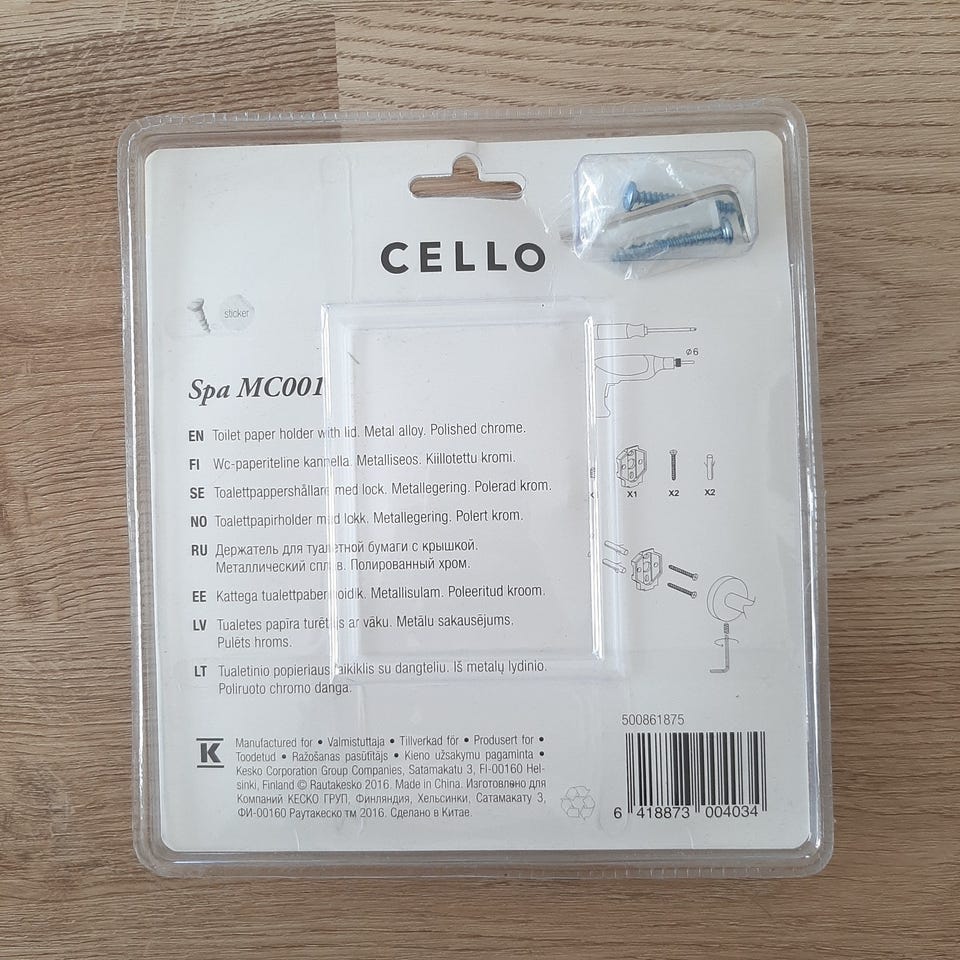 CELLO
sticker
ø6
Spa MC001
EN Toilet paper holder with lid. Metal alloy. Polished chrome.
FI Wc-paperiteline kannella. Metalliseos. Kiillotettu kromi.
SE Toalettpappershållare med lock. Metallegering. Polerad krom.
NO Toalettpapirholder med lokk. Metallegering. Polert krom.
RU Держатель для туалетной бумаги с крышкой.
Металлический сплав. Полированный хром.
EE Kattega tualettpaberihoidik. Metallisulam. Poleeritud kroom.
LV Tualetes papīra turētājs ar vāku. Metālu sakausējums.
Pulēts hroms.
LT Tualetinio popieriaus laikiklis su dangteliu. Iš metalų lydinio.
Poliruoto chromo danga.
X1 X2 X2
500861875
K
Manufactured for • Valmistuttaja • Tillverkad för • Produsert for •
Toodetud • Ražošanas pasūtītājs • Kieno užsakymu pagaminta •
Kesko Corporation Group Companies, Satamakatu 3, FI-00160 Hel-
sinki, Finland © Rautakesko 2016. Made in China. Изготовлено для
Компаний КЕСКО ГРУП, Финляндия, Хельсинки, Сатамакату 3,
ФИ-00160 Раутакеско тм 2016. Сделано в Китае.
6 418873 004034